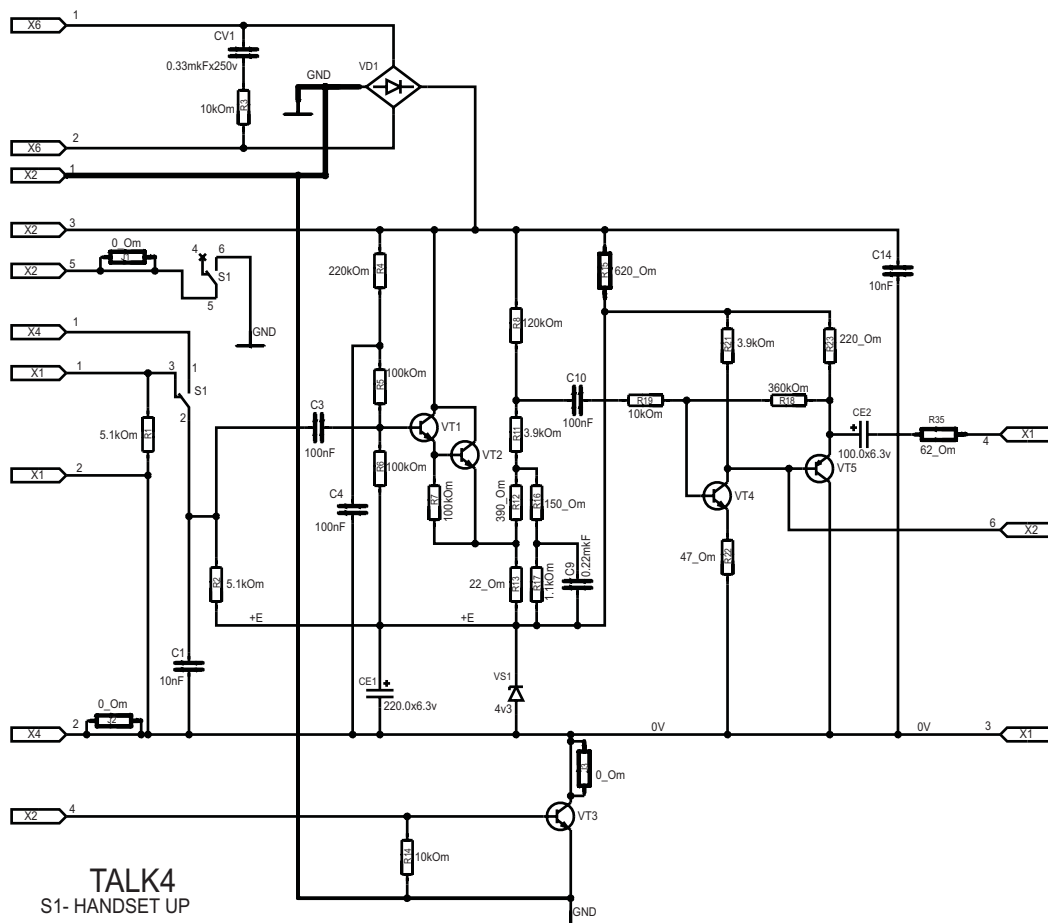 X6
1
CV1
0.33mkFx250v
VD1
GND
R3
10kOm
X6
2
X2
1
X2
3
0_Om
J1
X2
5
4
6
S1
5
GND
R4
220kOm
R15
620_Om
C14
10nF
X4
1
1
R8
120kOm
R21
3.9kOm
R23
220_Om
X1
1
3
S1
2
R5
100kOm
C10
100nF
R19
10kOm
360kOm
R18
R1
5.1kOm
C3
100nF
VT1
R11
3.9kOm
CE2
+
100.0x6.3v
R35
62_Om
4
X1
X1
2
R6
100kOm
VT2
VT5
C4
100nF
R7
100kOm
390_Om
R12
R16
150_Om
VT4
6
X2
R2
5.1kOm
22_Om
R13
R17
1.1kOm
C9
0.22mkF
47_Om
R22
+E
+E
C1
10nF
CE1
+
220.0x6.3v
VS1
4v3
X4
2
0_Om
J2
0V
0V
3
X1
J3
0_Om
X2
4
VT3
R14
10kOm
TALK4
S1- HANDSET UP
GND